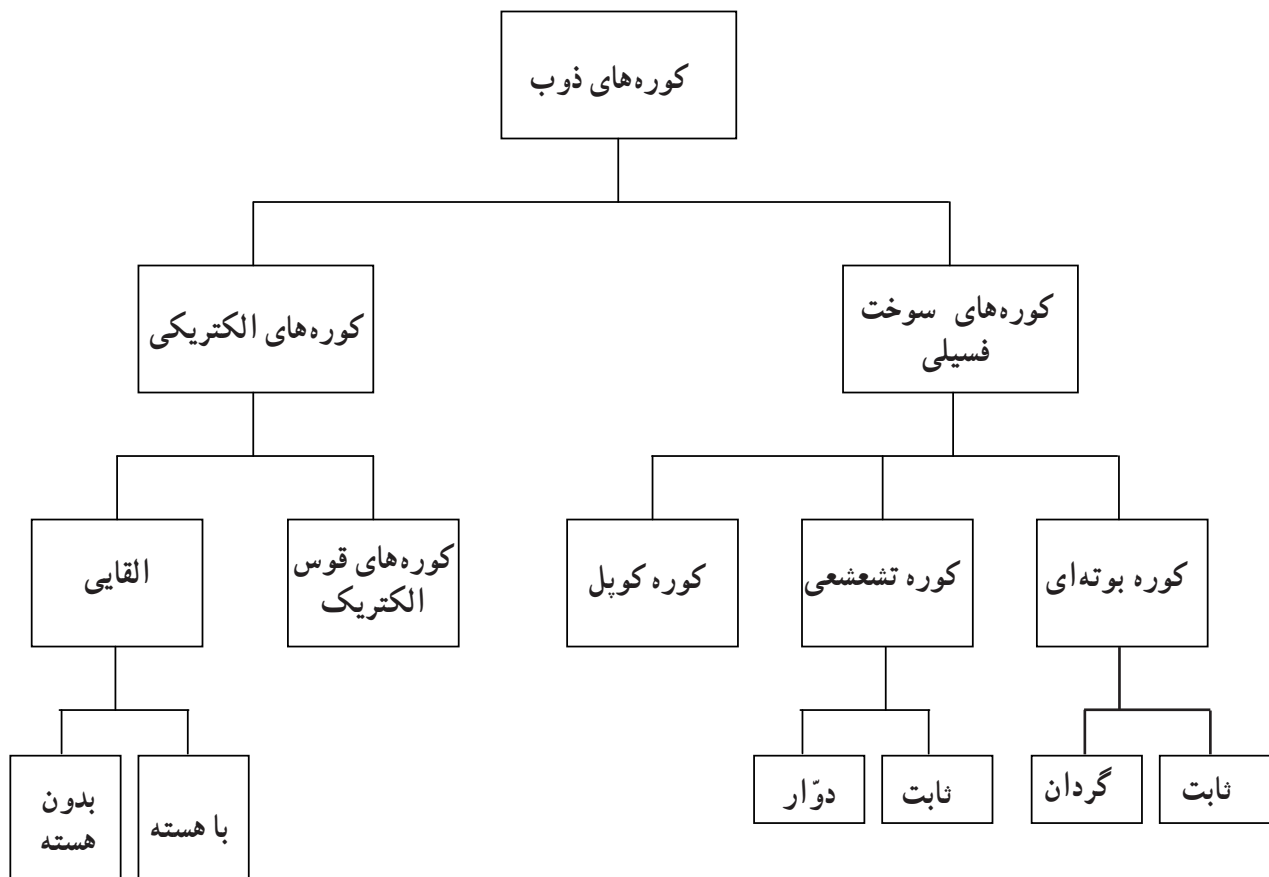 کوره‌های ذوب
کوره‌های سوخت
فسیلی
کوره‌های الکتریکی
کوره بوته‌ای
کوره تشعشعی
کوره کوپل
کوره‌های قوس
الکتریک
القایی
ثابت
گردان
ثابت
دوّار
با هسته
بدون
هسته